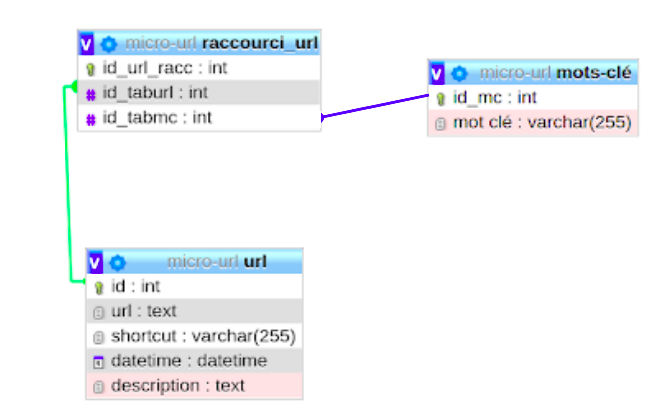 V micro-url raccourci_url
id_url_racc : int
# id_taburl : int
# id_tabmc : int
V micro-url mots-clé
id_mc : int
mot clé : varchar(255)
V micro-url url
id : int
url : text
shortcut : varchar(255)
datetime : datetime
description : text